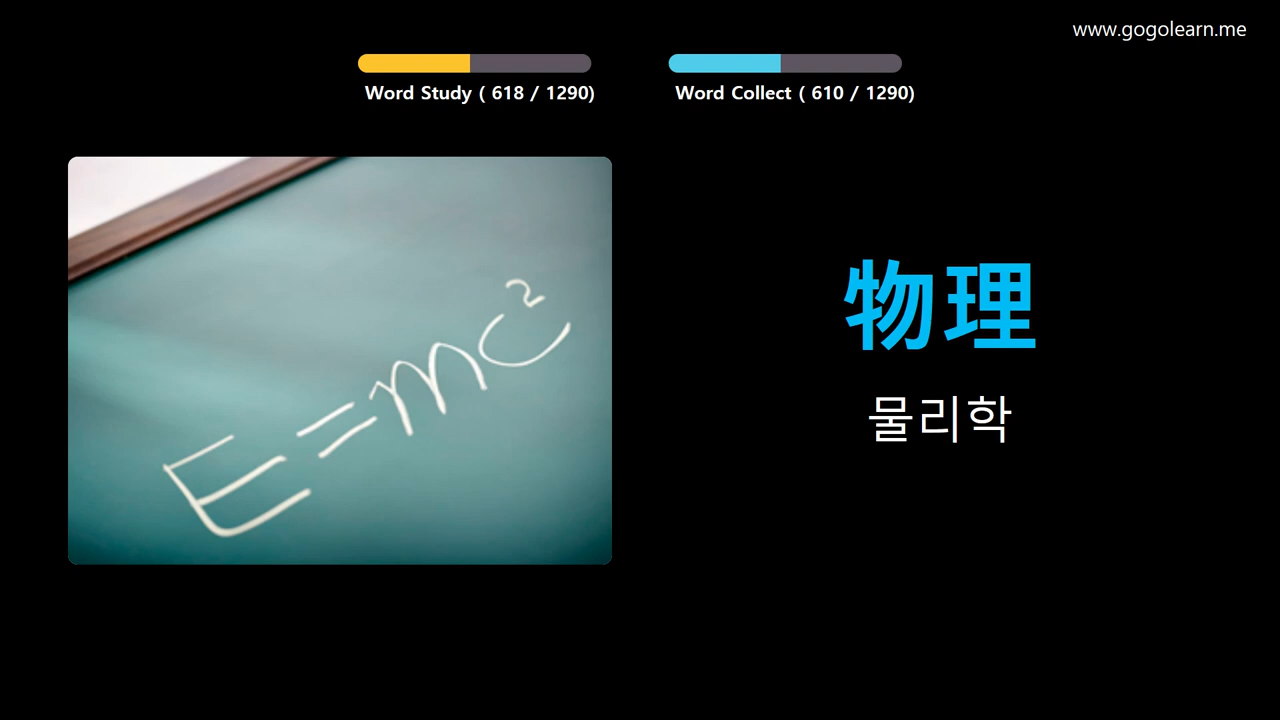 www.gogolearn.me
Word Study ( 618 / 1290)
Word Collect ( 610 / 1290)
E=mc²
物理
물리학